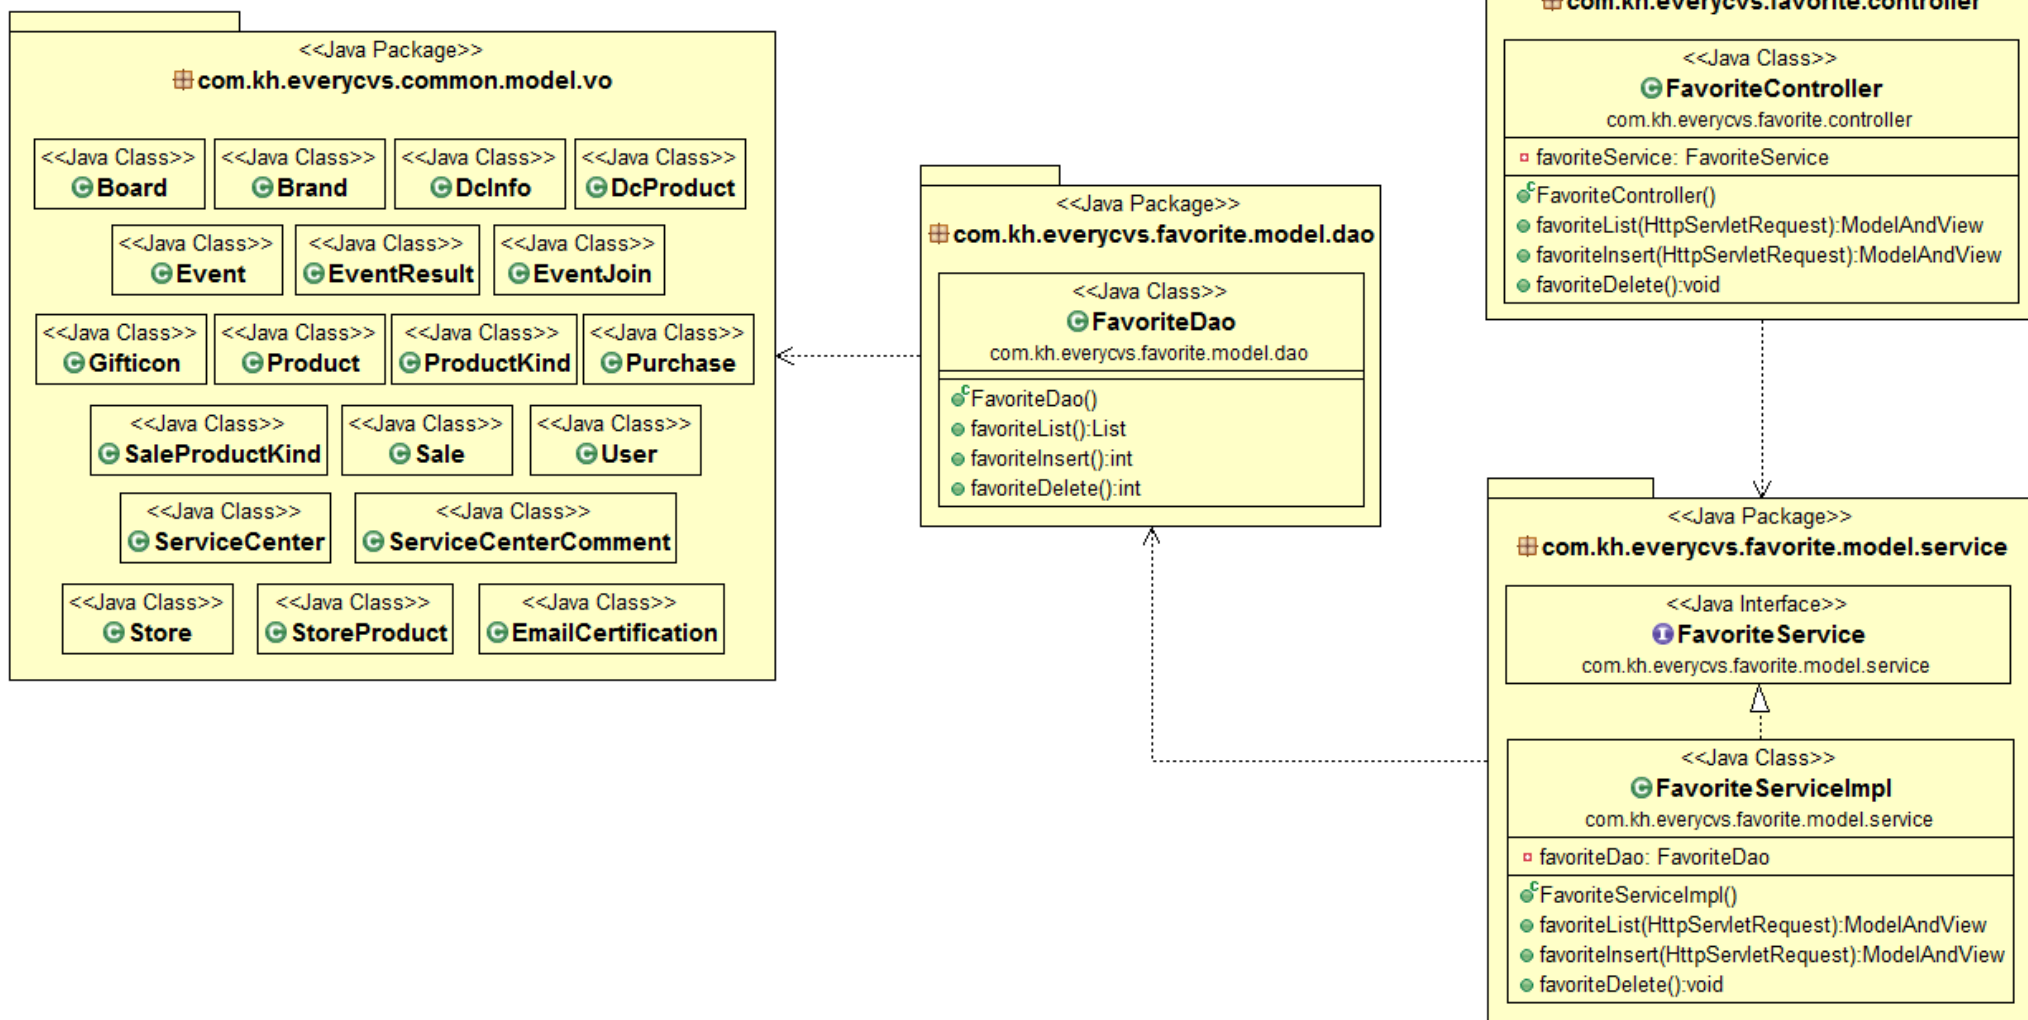 <<Java Package>>
com.kh.everycvs.common.model.vo
<<Java Class>> <<Java Class>> <<Java Class>> <<Java Class>>
Board Brand DcInfo DcProduct
<<Java Class>> <<Java Class>> <<Java Class>>
Event EventResult EventJoin
<<Java Class>> <<Java Class>> <<Java Class>> <<Java Class>>
Gifticon Product ProductKind Purchase
<<Java Class>> <<Java Class>> <<Java Class>>
SaleProductKind Sale User
<<Java Class>> <<Java Class>>
ServiceCenter ServiceCenterComment
<<Java Class>> <<Java Class>> <<Java Class>>
Store StoreProduct EmailCertification
<<Java Package>>
com.kh.everycvs.favorite.model.dao
<<Java Class>>
FavoriteDao
com.kh.everycvs.favorite.model.dao
FavoriteDao()
favoriteList():List
favoriteInsert():int
favoriteDelete():int
com.kh.everycvs.favorite.controller
<<Java Class>>
FavoriteController
com.kh.everycvs.favorite.controller
favoriteService: FavoriteService
FavoriteController()
favoriteList(HttpServletRequest):ModelAndView
favoriteInsert(HttpServletRequest):ModelAndView
favoriteDelete():void
<<Java Package>>
com.kh.everycvs.favorite.model.service
<<Java Interface>>
FavoriteService
com.kh.everycvs.favorite.model.service
<<Java Class>>
FavoriteServiceImpl
com.kh.everycvs.favorite.model.service
favoriteDao: FavoriteDao
FavoriteServiceImpl()
favoriteList(HttpServletRequest):ModelAndView
favoriteInsert(HttpServletRequest):ModelAndView
favoriteDelete():void